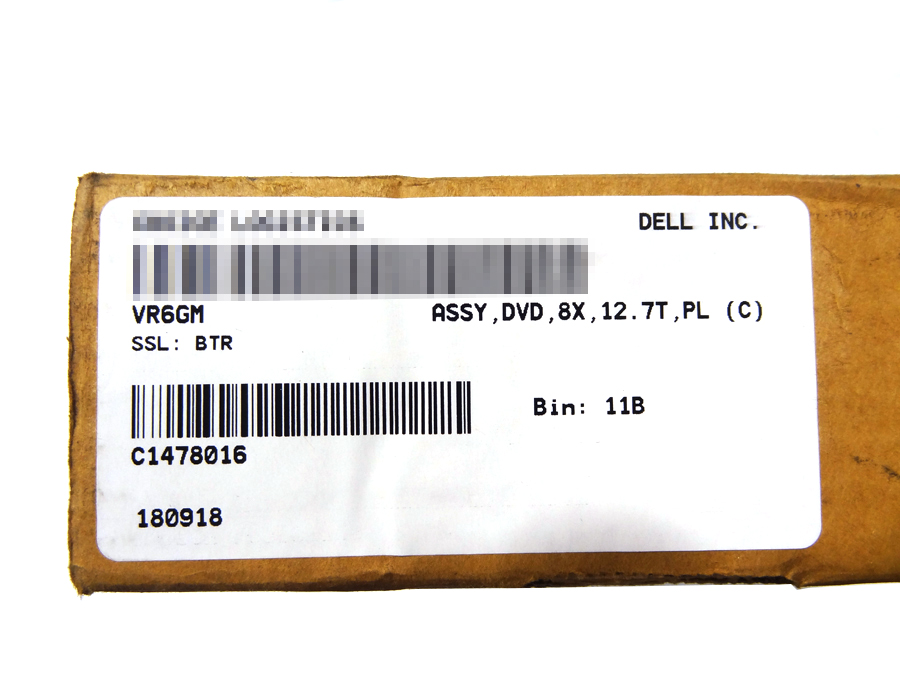 DELL INC.
VR6GM ASSY,DVD,8X,12.7T,PL (C)
SSL: BTR
Bin: 11B
C1478016
180918